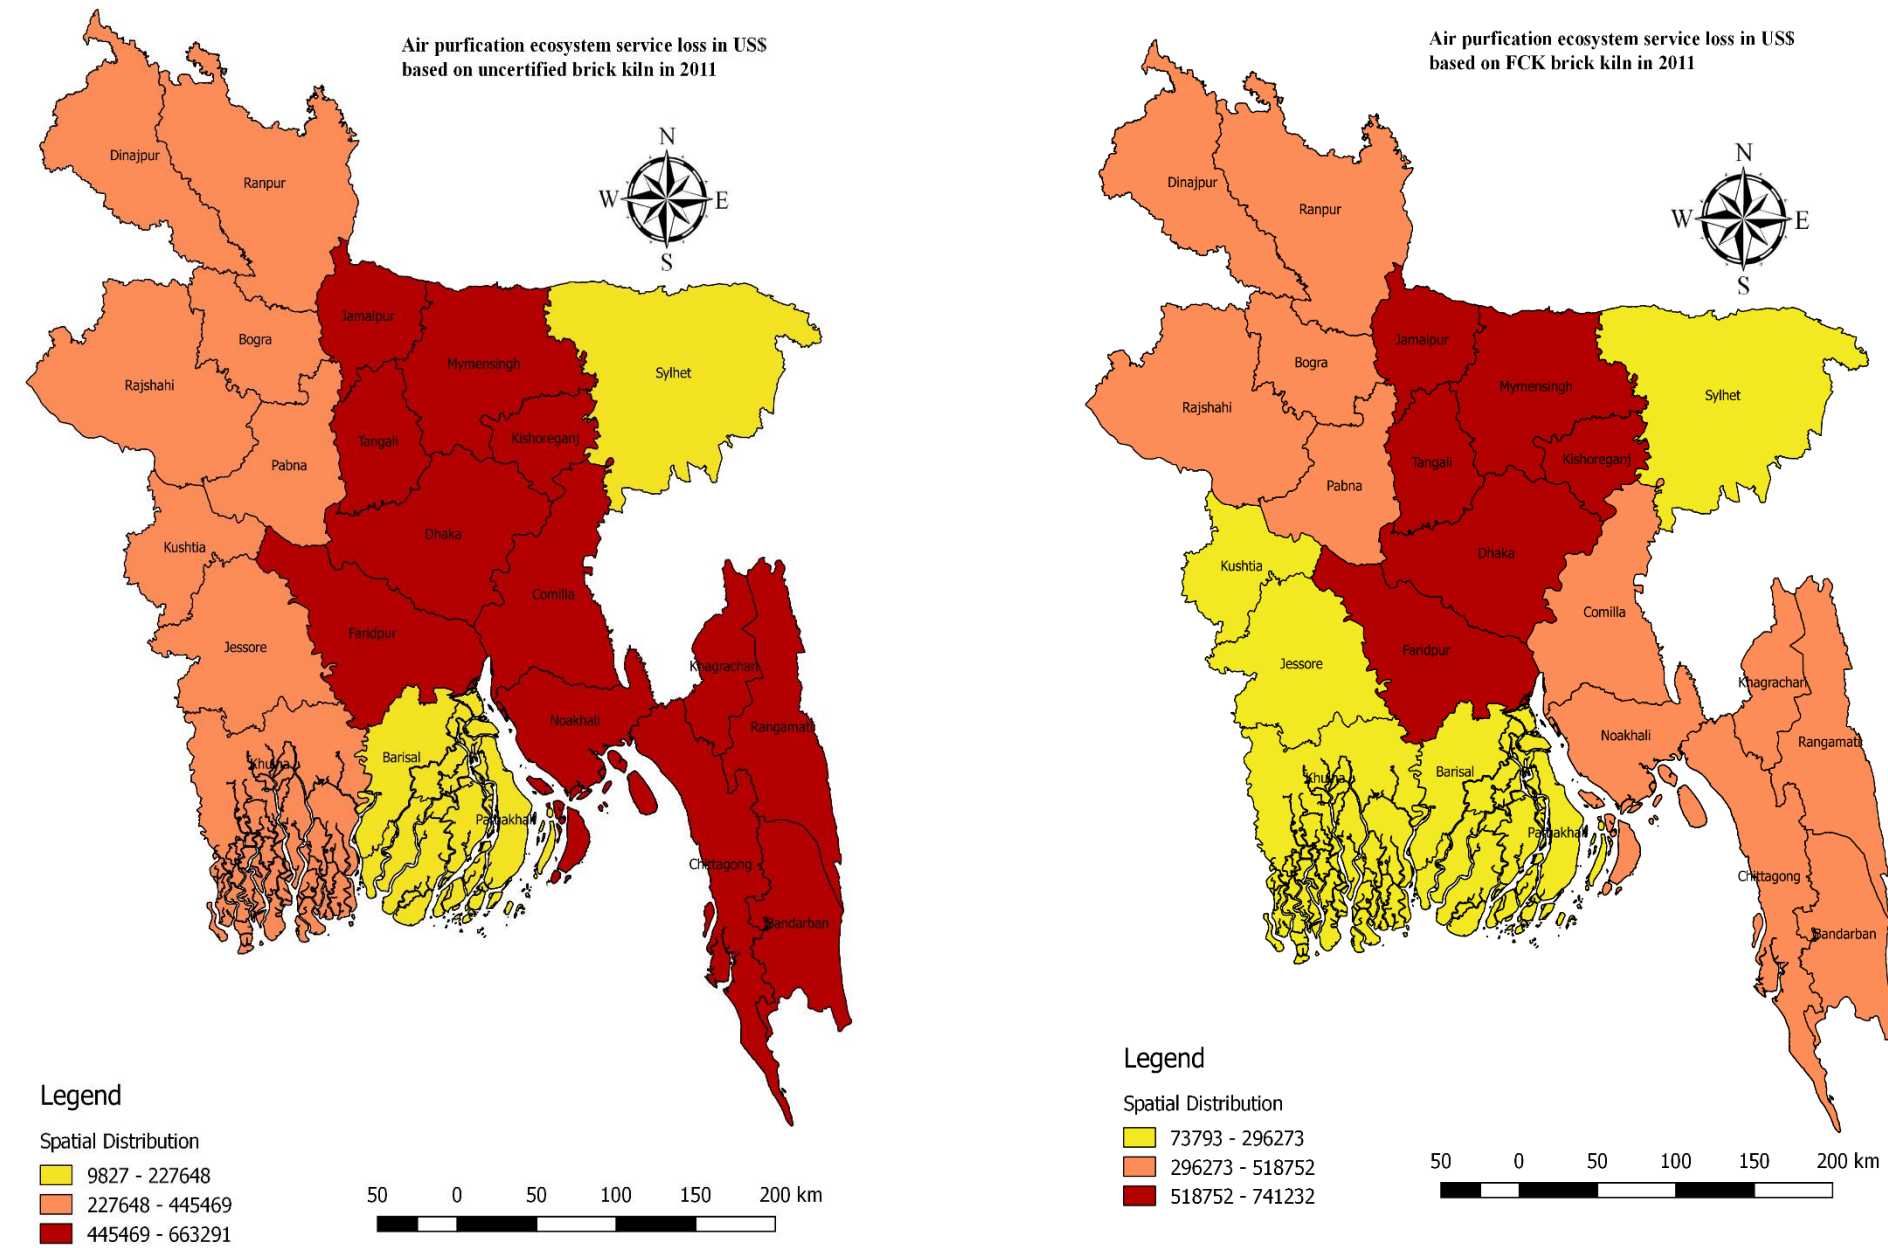 Air purfication ecosystem service loss in US$
based on uncertified brick kiln in 2011
N
W
E
S
Dinajpur
Ranpur
Jamalpur
Bogra
Mymensingh
Sylhet
Rajshahi
Tangali
Kishoreganj
Pabna
Dhaka
Kushtia
Comilla
Faridpur
Jessore
Khagrachari
Noakhali
Rangamati
Barisal
Khulna
Patuakhali
Chittagong
Bandarban
Legend
Spatial Distribution
9827 - 227648
227648 - 445469
445469 - 663291
50 0 50 100 150 200 km
Air purfication ecosystem service loss in US$
based on FCK brick kiln in 2011
N
W
E
S
Dinajpur
Ranpur
Jamalpur
Bogra
Mymensingh
Sylhet
Rajshahi
Tangali
Kishoreganj
Pabna
Dhaka
Kushtia
Comilla
Faridpur
Jessore
Khagrachari
Noakhali
Rangamati
Barisal
Khulna
Patuakhali
Chittagong
Bandarban
Legend
Spatial Distribution
73793 - 296273
296273 - 518752
518752 - 741232
50 0 50 100 150 200 km